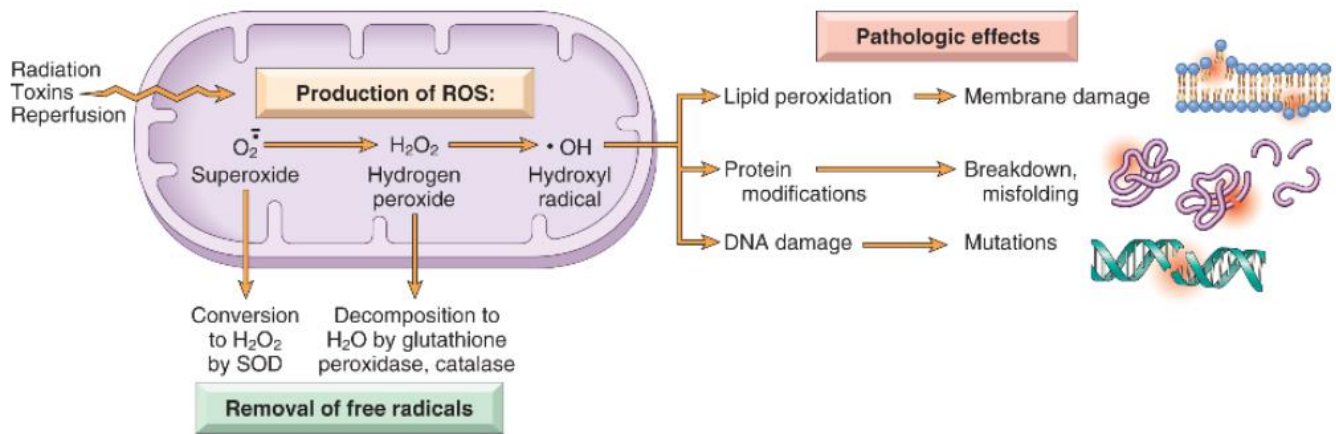 Pathologic effects
Radiation
Toxins
Reperfusion
Production of ROS:
O₂•̄
Superoxide
H₂O₂
Hydrogen
peroxide
• OH
Hydroxyl
radical
Lipid peroxidation
Membrane damage
Protein
modifications
Breakdown,
misfolding
DNA damage
Mutations
Conversion
to H₂O₂
by SOD
Decomposition to
H₂O by glutathione
peroxidase, catalase
Removal of free radicals